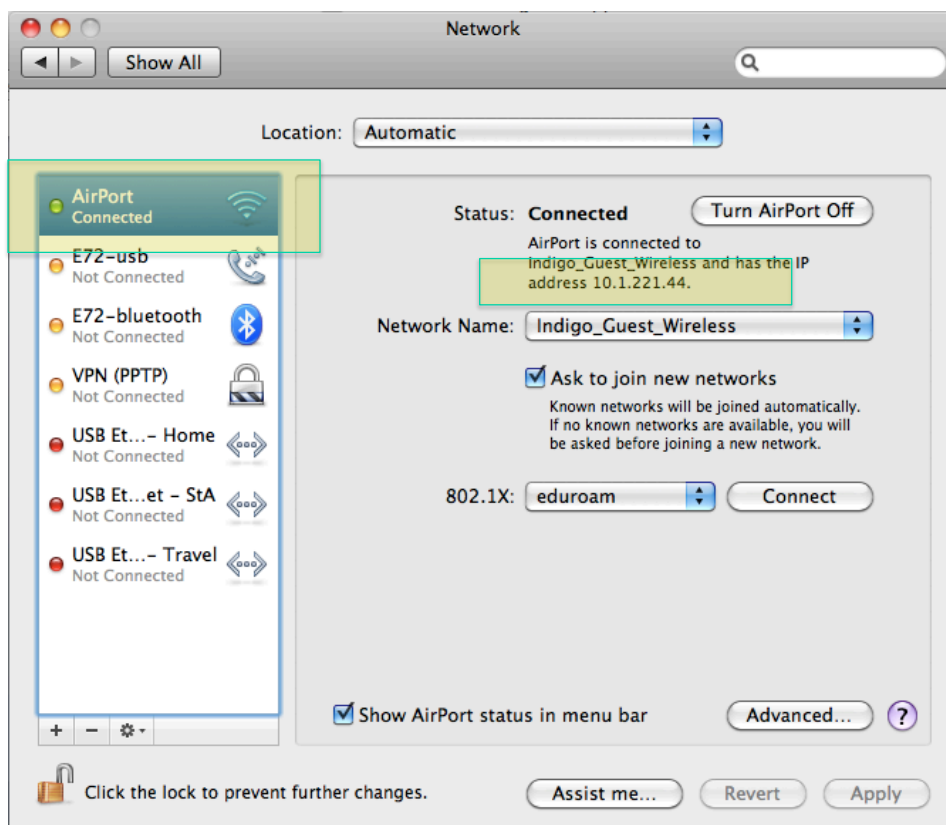 Network
Show All
Location: Automatic
AirPort
Connected
E72-usb
Not Connected
E72-bluetooth
Not Connected
VPN (PPTP)
Not Connected
USB Et...- Home
Not Connected
USB Et...et - StA
Not Connected
USB Et...- Travel
Not Connected
Status: Connected
Turn AirPort Off
AirPort is connected to
Indigo_Guest_Wireless and has the IP
address 10.1.221.44.
Network Name: Indigo_Guest_Wireless
Ask to join new networks
Known networks will be joined automatically.
If no known networks are available, you will
be asked before joining a new network.
802.1X: eduroam
Connect
Show AirPort status in menu bar
Advanced...
?
Click the lock to prevent further changes.
Assist me...
Revert
Apply